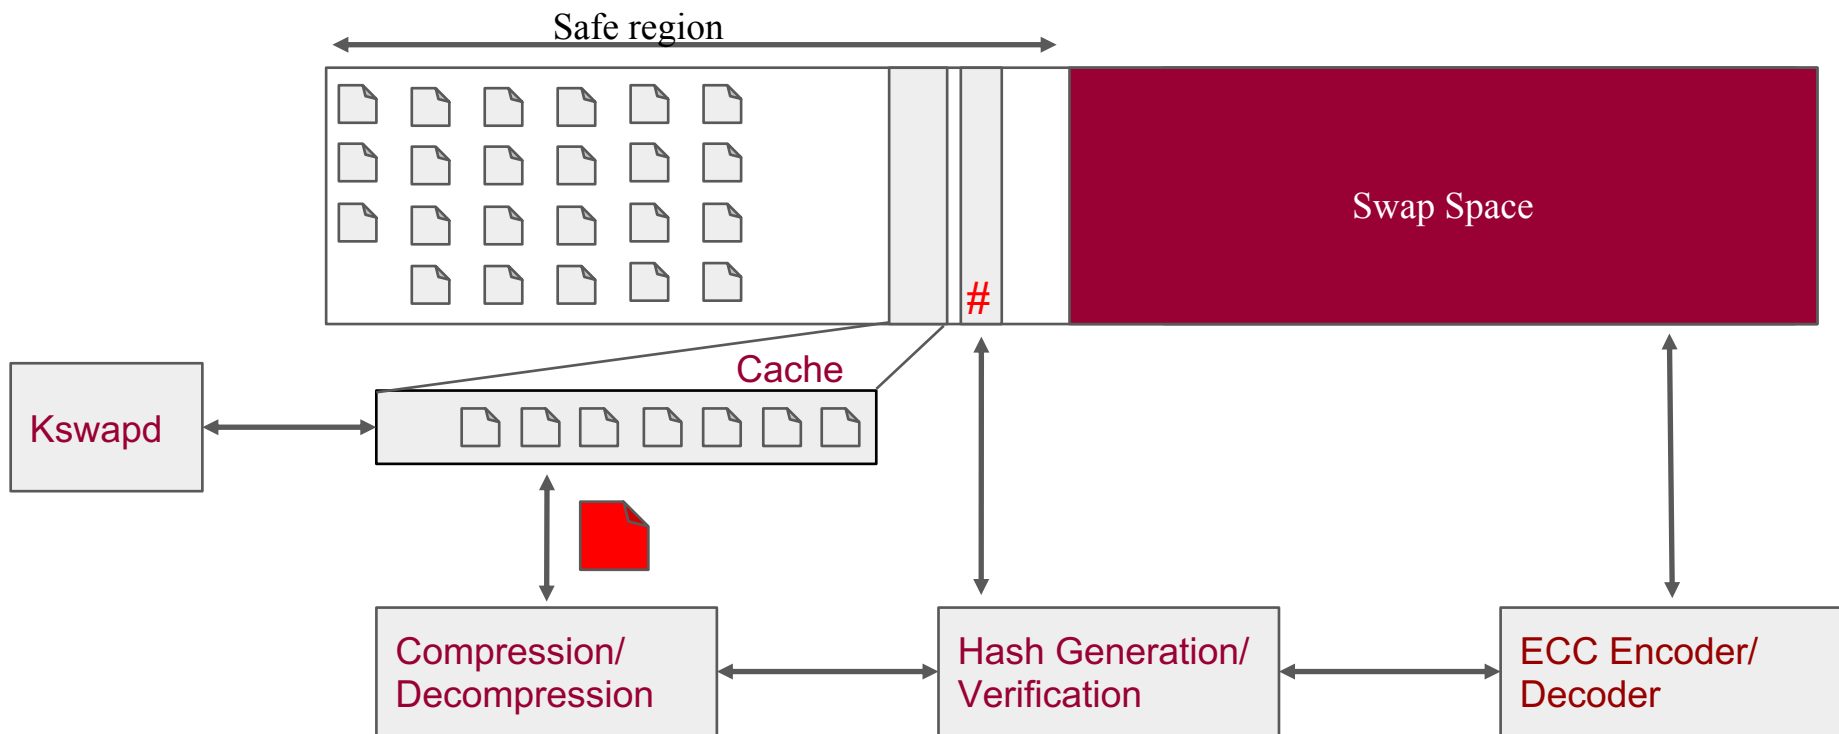 Safe region
Swap Space
#
Cache
Kswapd
Compression/
Decompression
Hash Generation/
Verification
ECC Encoder/
Decoder